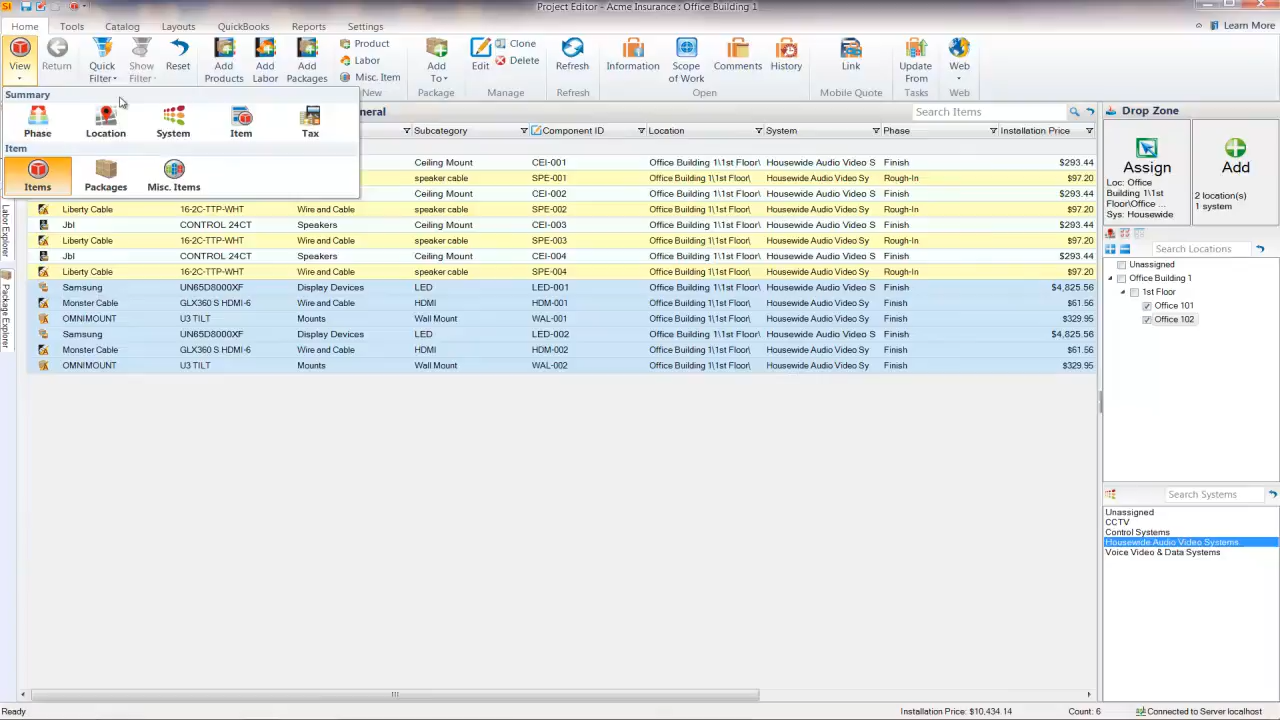 Project Editor - Acme Insurance : Office Building 1
Home Tools Catalog Layouts QuickBooks Reports Settings Learn More
View Return Quick Filter Show Filter Reset Add Products Add Labor Add Packages Product Labor Misc. Item New
Add To Package Edit Clone Delete Manage Refresh Refresh Information Scope of Work Comments History Open Link Mobile Quote Update From Tasks Web Web
Summary
Phase Location System Item Tax
Item
Items Packages Misc. Items
Search Items
Subcategory Component ID Location System Phase Installation Price
Ceiling Mount CEI-001 Office Building 1\1st Floor\ Housewide Audio Video S Finish $293.44
speaker cable SPE-001 Office Building 1\1st Floor\ Housewide Audio Video Sy Rough-In $97.20
Ceiling Mount CEI-002 Office Building 1\1st Floor\ Housewide Audio Video S Finish $293.44
Liberty Cable 16-2C-TTP-WHT Wire and Cable speaker cable SPE-002 Office Building 1\1st Floor\ Housewide Audio Video Sy Rough-In $97.20
Jbl CONTROL 24CT Speakers Ceiling Mount CEI-003 Office Building 1\1st Floor\ Housewide Audio Video S Finish $293.44
Liberty Cable 16-2C-TTP-WHT Wire and Cable speaker cable SPE-003 Office Building 1\1st Floor\ Housewide Audio Video Sy Rough-In $97.20
Jbl CONTROL 24CT Speakers Ceiling Mount CEI-004 Office Building 1\1st Floor\ Housewide Audio Video S Finish $293.44
Liberty Cable 16-2C-TTP-WHT Wire and Cable speaker cable SPE-004 Office Building 1\1st Floor\ Housewide Audio Video Sy Rough-In $97.20
Samsung UN65D8000XF Display Devices LED LED-001 Office Building 1\1st Floor\ Housewide Audio Video Sy Finish $4,825.56
Monster Cable GLX360 S HDMI-6 Wire and Cable HDMI HDM-001 Office Building 1\1st Floor\ Housewide Audio Video Sy Finish $61.56
OMNIMOUNT U3 TILT Mounts Wall Mount WAL-001 Office Building 1\1st Floor\ Housewide Audio Video Sy Finish $329.95
Samsung UN65D8000XF Display Devices LED LED-002 Office Building 1\1st Floor\ Housewide Audio Video Sy Finish $4,825.56
Monster Cable GLX360 S HDMI-6 Wire and Cable HDMI HDM-002 Office Building 1\1st Floor\ Housewide Audio Video Sy Finish $61.56
OMNIMOUNT U3 TILT Mounts Wall Mount WAL-002 Office Building 1\1st Floor\ Housewide Audio Video Sy Finish $329.95
Labor Explorer
Package Explorer
Drop Zone
Assign
Loc: Office
Building 1\1st
Floor\Office ...
Sys: Housewide
Add
2 location(s)
1 system
Search Locations
Unassigned
Office Building 1
1st Floor
Office 101
Office 102
Search Systems
Unassigned
CCTV
Control Systems
Housewide Audio Video Systems
Voice Video & Data Systems
Ready Installation Price: $10,434.14 Count: 6 Connected to Server localhost